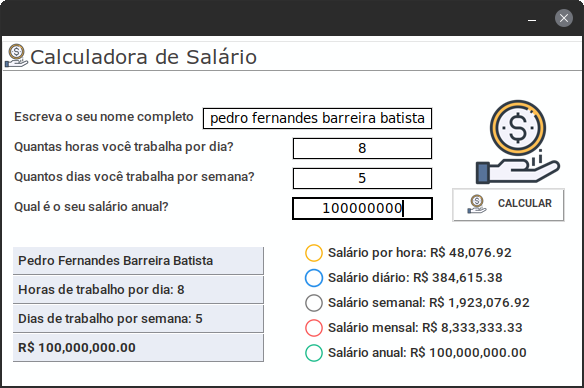 Calculadora de Salário
Escreva o seu nome completo
pedro fernandes barreira batista
Quantas horas você trabalha por dia?
8
Quantos dias você trabalha por semana?
5
Qual é o seu salário anual?
100000000
CALCULAR
Pedro Fernandes Barreira Batista
Horas de trabalho por dia: 8
Dias de trabalho por semana: 5
R$ 100,000,000.00
Salário por hora: R$ 48,076.92
Salário diário: R$ 384,615.38
Salário semanal: R$ 1,923,076.92
Salário mensal: R$ 8,333,333.33
Salário anual: R$ 100,000,000.00